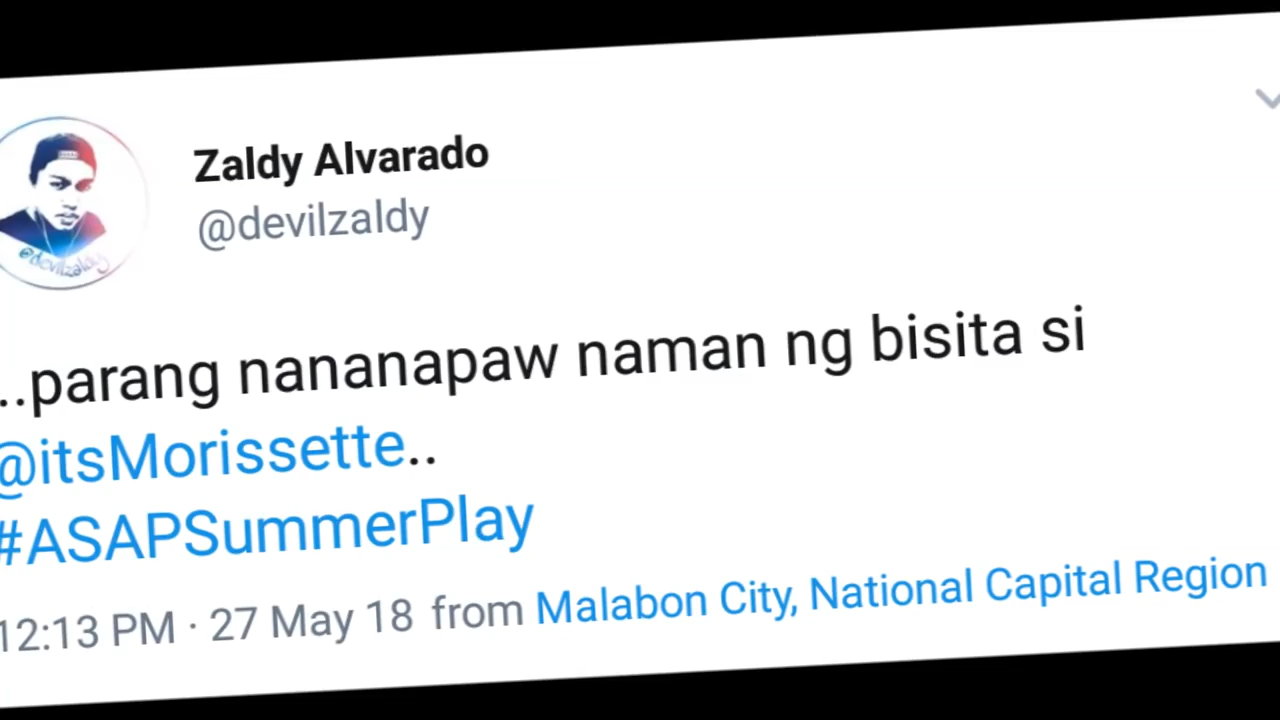 Zaldy Alvarado
@devilzaldy
@devilzaldy
..parang nananapaw naman ng bisita si
@itsMorissette..
#ASAPSummerPlay
12:13 PM · 27 May 18 from Malabon City, National Capital Region